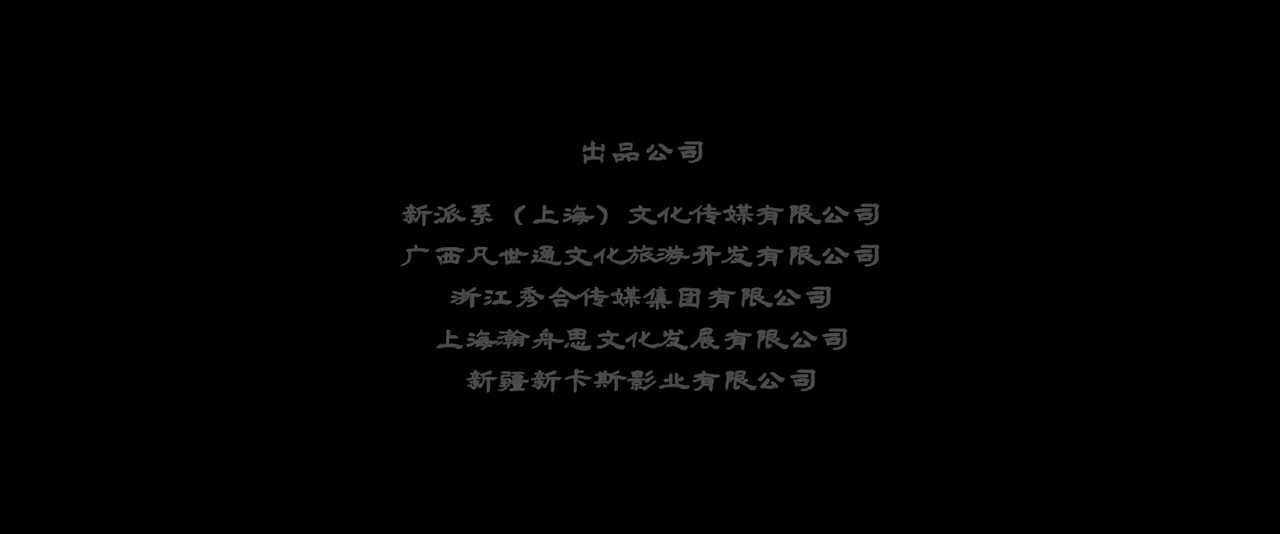 出品公司
新派系（上海）文化传媒有限公司
广西凡世通文化旅游开发有限公司
浙江秀合传媒集团有限公司
上海瀚舟思文化发展有限公司
新疆新卡斯影业有限公司